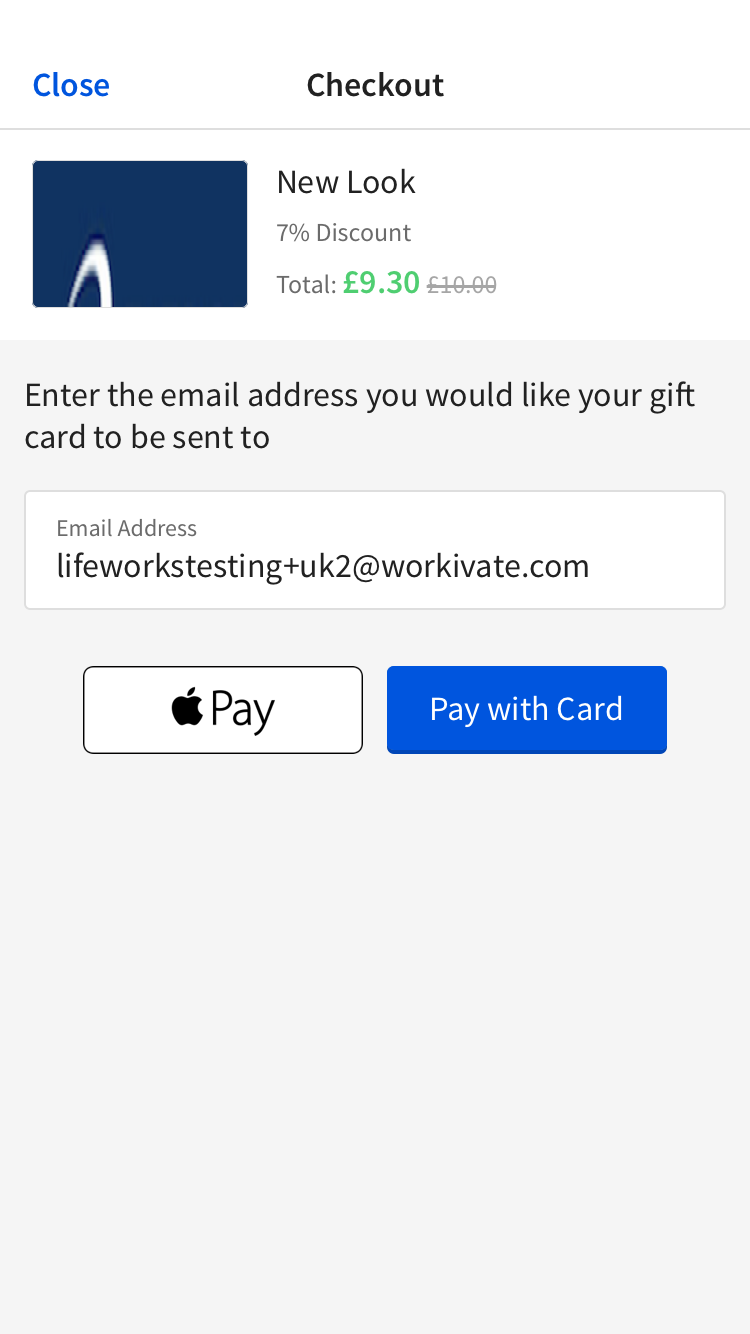 Close
Checkout
New Look
7% Discount
Total: £9.30 £10.00
Enter the email address you would like your gift
card to be sent to
Email Address
lifeworkstesting+uk2@workivate.com
Pay
Pay with Card